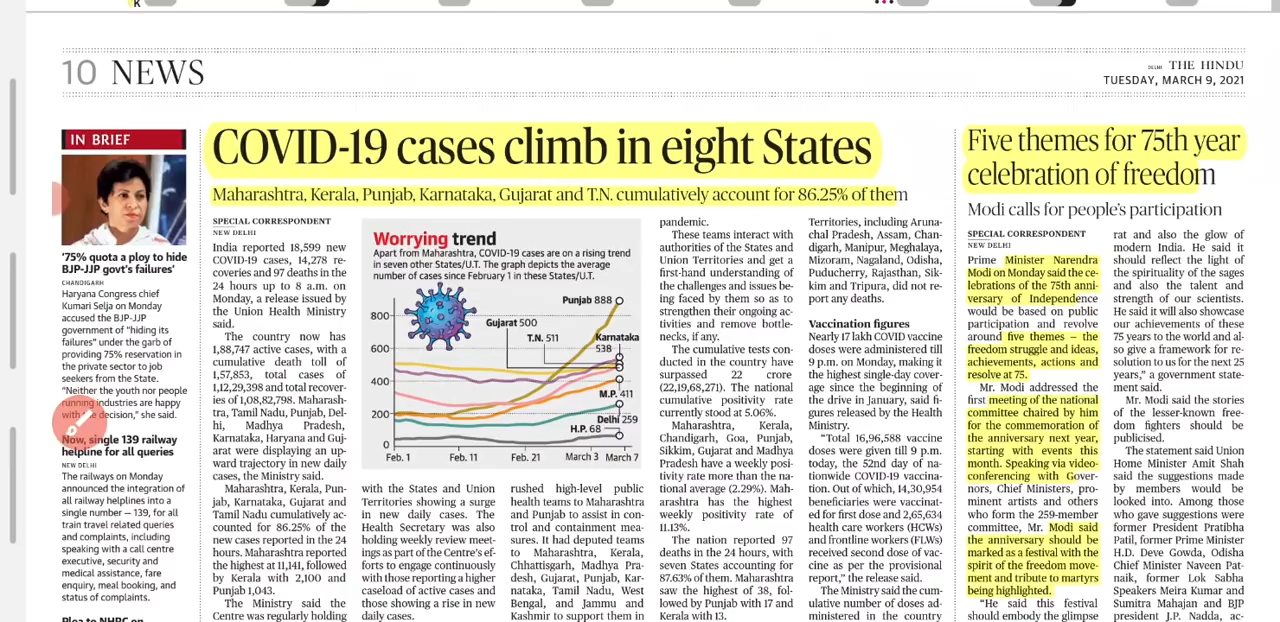 K
10 NEWS
DELHI THE HINDU
TUESDAY, MARCH 9, 2021
IN BRIEF
'75% quota a ploy to hide
BJP-JJP govt's failures'
CHANDIGARH
Haryana Congress chief
Kumari Selja on Monday
accused the BJP-JJP
government of "hiding its
failures" under the garb of
providing 75% reservation in
the private sector to job
seekers from the State.
"Neither the youth nor people
running industries are happy
with the decision," she said.
Now, single 139 railway
helpline for all queries
NEW DELHI
The railways on Monday
announced the integration of
all railway helplines into a
single number — 139, for all
train travel related queries
and complaints, including
speaking with a call centre
executive, security and
medical assistance, fare
enquiry, meal booking, and
status of complaints.
Plea to NHRC on
COVID-19 cases climb in eight States
Maharashtra, Kerala, Punjab, Karnataka, Gujarat and T.N. cumulatively account for 86.25% of them
SPECIAL CORRESPONDENT
NEW DELHI
India reported 18,599 new
COVID-19 cases, 14,278 re-
coveries and 97 deaths in the
24 hours up to 8 a.m. on
Monday, a release issued by
the Union Health Ministry
said.
The country now has
1,88,747 active cases, with a
cumulative death toll of
1,57,853, total cases of
1,12,29,398 and total recover-
ies of 1,08,82,798. Maharash-
tra, Tamil Nadu, Punjab, Del-
hi, Madhya Pradesh,
Karnataka, Haryana and Guj-
arat were displaying an up-
ward trajectory in new daily
cases, the Ministry said.
Maharashtra, Kerala, Pun-
jab, Karnataka, Gujarat and
Tamil Nadu cumulatively ac-
counted for 86.25% of the
new cases reported in the 24
hours. Maharashtra reported
the highest at 11,141, followed
by Kerala with 2,100 and
Punjab 1,043.
The Ministry said the
Centre was regularly holding
Worrying trend
Apart from Maharashtra, COVID-19 cases are on a rising trend
in seven other States/U.T. The graph depicts the average
number of cases since February 1 in these States/U.T.
Punjab 888
800
Gujarat 500
T.N. 511
Karnataka
538
600
400
M.P. 411
200
Delhi 259
H.P. 68
0
Feb. 1 Feb. 11 Feb. 21 March 3 March 7
with the States and Union
Territories showing a surge
in new daily cases. The
Health Secretary was also
holding weekly review meet-
ings as part of the Centre's ef-
forts to engage continuously
with those reporting a higher
caseload of active cases and
those showing a rise in new
daily cases.
rushed high-level public
health teams to Maharashtra
and Punjab to assist in con-
trol and containment mea-
sures. It had deputed teams
to Maharashtra, Kerala,
Chhattisgarh, Madhya Pra-
desh, Gujarat, Punjab, Kar-
nataka, Tamil Nadu, West
Bengal, and Jammu and
Kashmir to support them in
pandemic.
These teams interact with
authorities of the States and
Union Territories and get a
first-hand understanding of
the challenges and issues be-
ing faced by them so as to
strengthen their ongoing ac-
tivities and remove bottle-
necks, if any.
The cumulative tests con-
ducted in the country have
surpassed 22 crore
(22,19,68,271). The national
cumulative positivity rate
currently stood at 5.06%.
Maharashtra, Kerala,
Chandigarh, Goa, Punjab,
Sikkim, Gujarat and Madhya
Pradesh have a weekly posi-
tivity rate more than the na-
tional average (2.29%). Mah-
arashtra has the highest
weekly positivity rate of
11.13%.
The nation reported 97
deaths in the 24 hours, with
seven States accounting for
87.63% of them. Maharashtra
saw the highest of 38, fol-
lowed by Punjab with 17 and
Kerala with 13.
Territories, including Aruna-
chal Pradesh, Assam, Chan-
digarh, Manipur, Meghalaya,
Mizoram, Nagaland, Odisha,
Puducherry, Rajasthan, Sik-
kim and Tripura, did not re-
port any deaths.
Vaccination figures
Nearly 17 lakh COVID vaccine
doses were administered till
9 p.m. on Monday, making it
the highest single-day cover-
age since the beginning of
the drive in January, said fi-
gures released by the Health
Ministry.
"Total 16,96,588 vaccine
doses were given till 9 p.m.
today, the 52nd day of na-
tionwide COVID-19 vaccina-
tion. Out of which, 14,30,954
beneficiaries were vaccinat-
ed for first dose and 2,65,634
health care workers (HCWs)
and frontline workers (FLWs)
received second dose of vac-
cine as per the provisional
report," the release said.
The Ministry said the cum-
ulative number of doses ad-
ministered in the country
Five themes for 75th year
celebration of freedom
Modi calls for people's participation
SPECIAL CORRESPONDENT
NEW DELHI
Prime Minister Narendra
Modi on Monday said the ce-
lebrations of the 75th anni-
versary of Independence
would be based on public
participation and revolve
around five themes – the
freedom struggle and ideas,
achievements, actions and
resolve at 75.
Mr. Modi addressed the
first meeting of the national
committee chaired by him
for the commemoration of
the anniversary next year,
starting with events this
month. Speaking via video-
conferencing with Gover-
nors, Chief Ministers, pro-
minent artists and others
who form the 259-member
committee, Mr. Modi said
the anniversary should be
marked as a festival with the
spirit of the freedom move-
ment and tribute to martyrs
being highlighted.
"He said this festival
should embody the glimpse
rat and also the glow of
modern India. He said it
should reflect the light of
the spirituality of the sages
and also the talent and
strength of our scientists.
He said it will also showcase
our achievements of these
75 years to the world and al-
so give a framework for re-
solution to us for the next 25
years," a government state-
ment said.
Mr. Modi said the stories
of the lesser-known free-
dom fighters should be
publicised.
The statement said Union
Home Minister Amit Shah
said the suggestions made
by members would be
looked into. Among those
who gave suggestions were
former President Pratibha
Patil, former Prime Minister
H.D. Deve Gowda, Odisha
Chief Minister Naveen Pat-
naik, former Lok Sabha
Speakers Meira Kumar and
Sumitra Mahajan and BJP
president J.P. Nadda, ac-